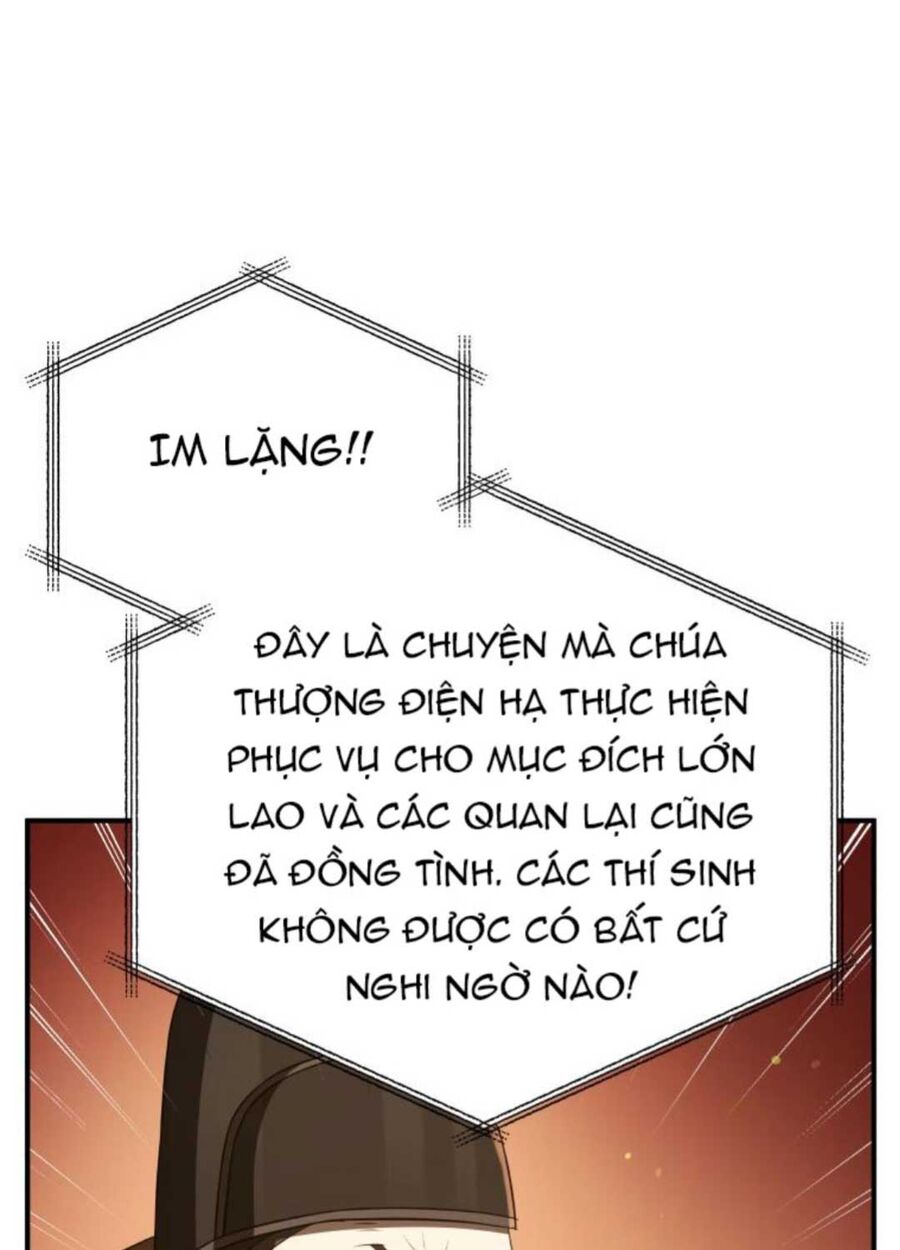 IM LẶNG!!
ĐÂY LÀ CHUYỆN MÀ CHÚA
THƯỢNG ĐIỆN HẠ THỰC HIỆN
PHỤC VỤ CHO MỤC ĐÍCH LỚN
LAO VÀ CÁC QUAN LẠI CŨNG
ĐÃ ĐỒNG TÌNH. CÁC THÍ SINH
KHÔNG ĐƯỢC CÓ BẤT CỨ
NGHI NGỜ NÀO!